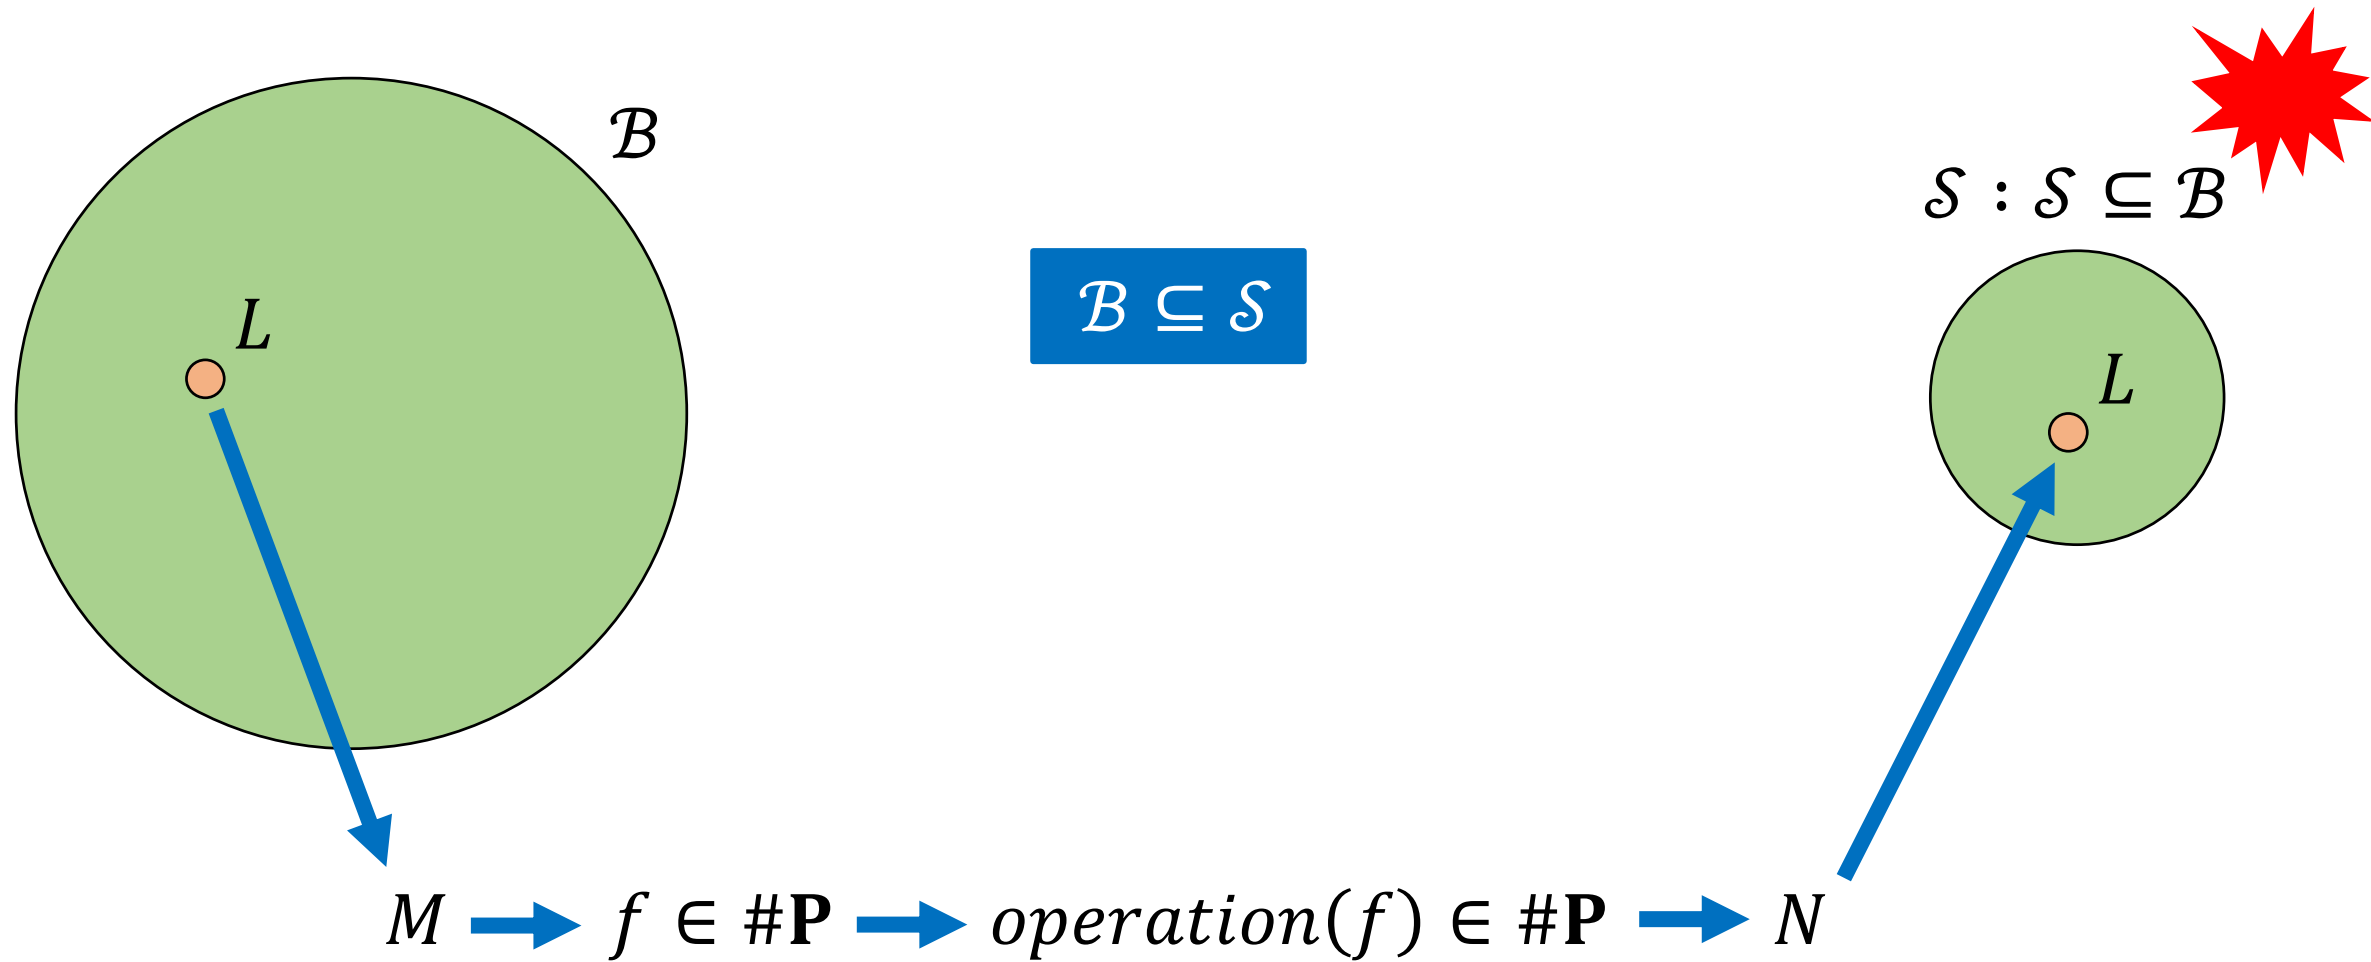 ℬ
𝒮 : 𝒮 ⊆ ℬ
ℬ ⊆ 𝒮
L
L
M f ∈ #P operation(f) ∈ #P N